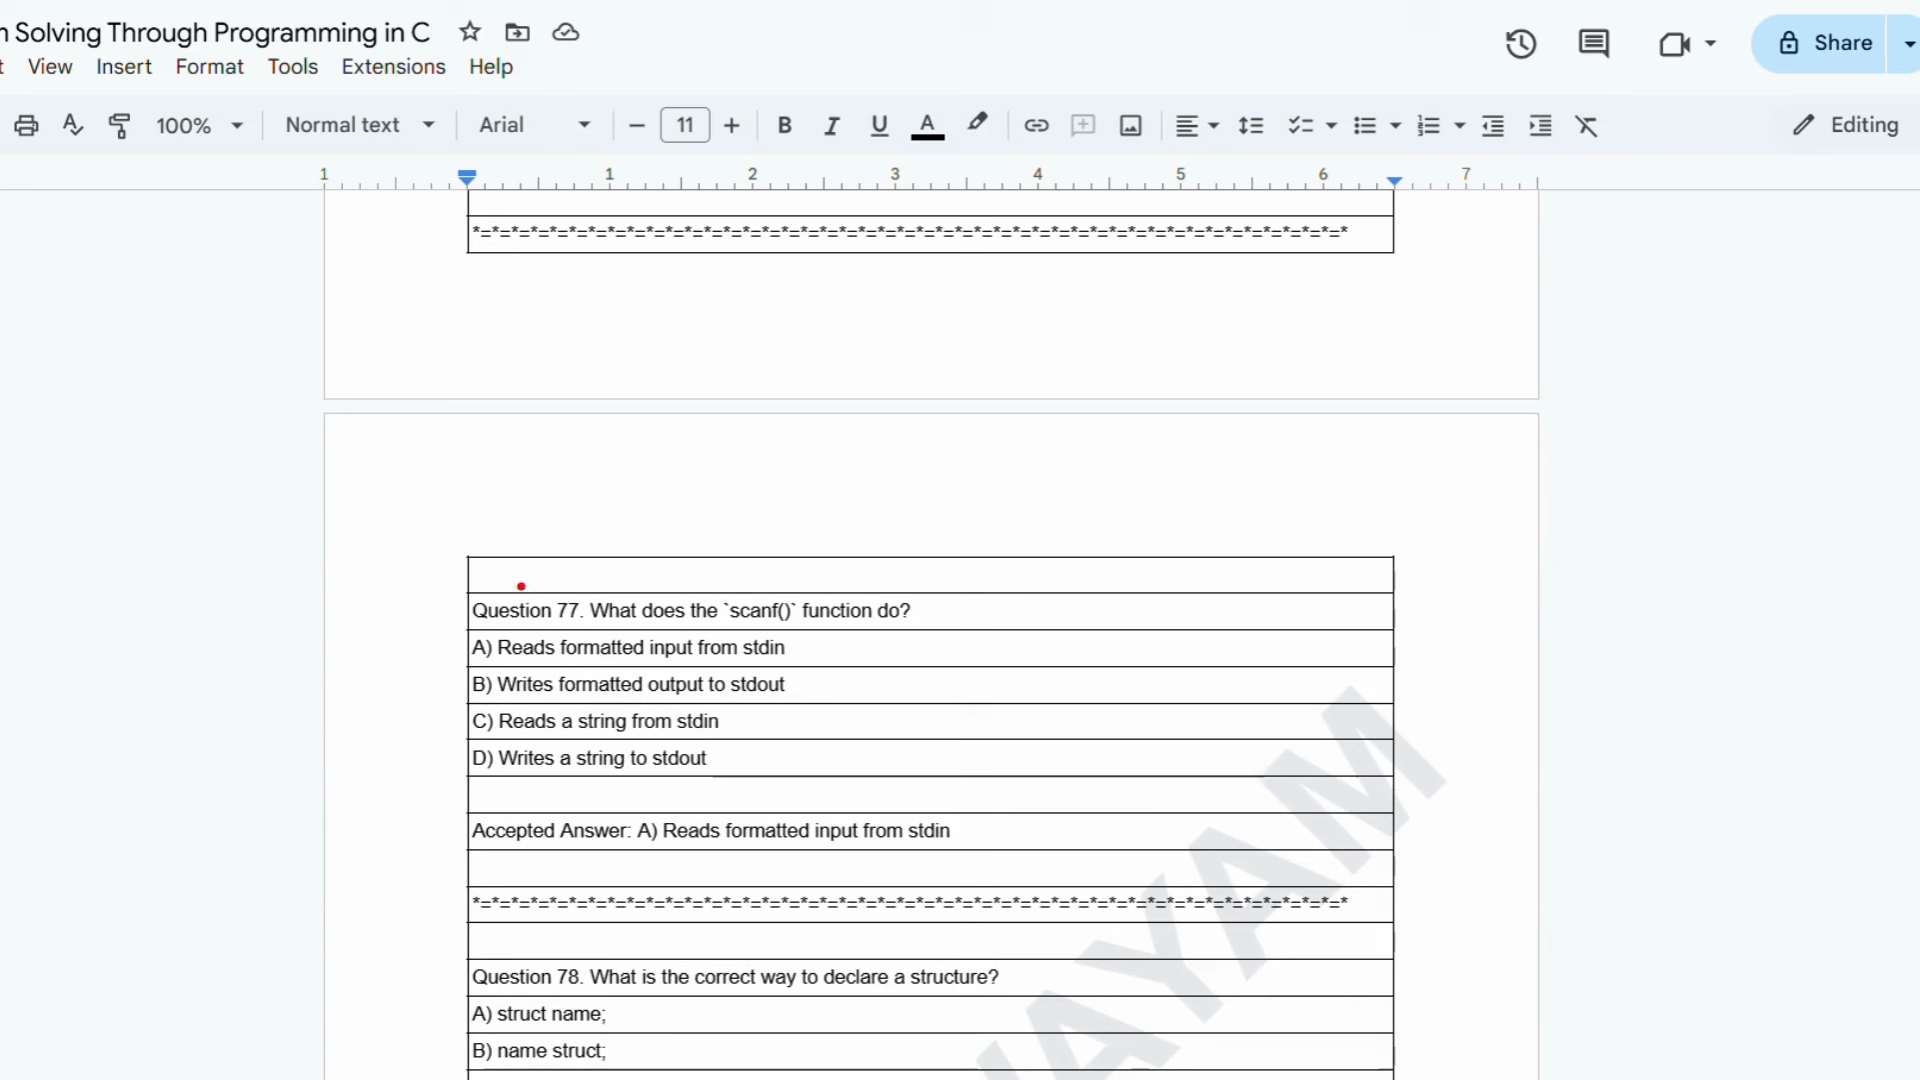 n Solving Through Programming in C
t View Insert Format Tools Extensions Help
Share
100% Normal text Arial 11 B I U A Editing
1 1 2 3 4 5 6 7
*=*=*=*=*=*=*=*=*=*=*=*=*=*=*=*=*=*=*=*=*=*=*=*=*=*=*=*=*=*=*=*=*=*=*=*=*=*=*=*=*=*=*=*=*=*
Question 77. What does the `scanf()` function do?
A) Reads formatted input from stdin
B) Writes formatted output to stdout
C) Reads a string from stdin
D) Writes a string to stdout
Accepted Answer: A) Reads formatted input from stdin
*=*=*=*=*=*=*=*=*=*=*=*=*=*=*=*=*=*=*=*=*=*=*=*=*=*=*=*=*=*=*=*=*=*=*=*=*=*=*=*=*=*=*=*=*=*
Question 78. What is the correct way to declare a structure?
A) struct name;
B) name struct;